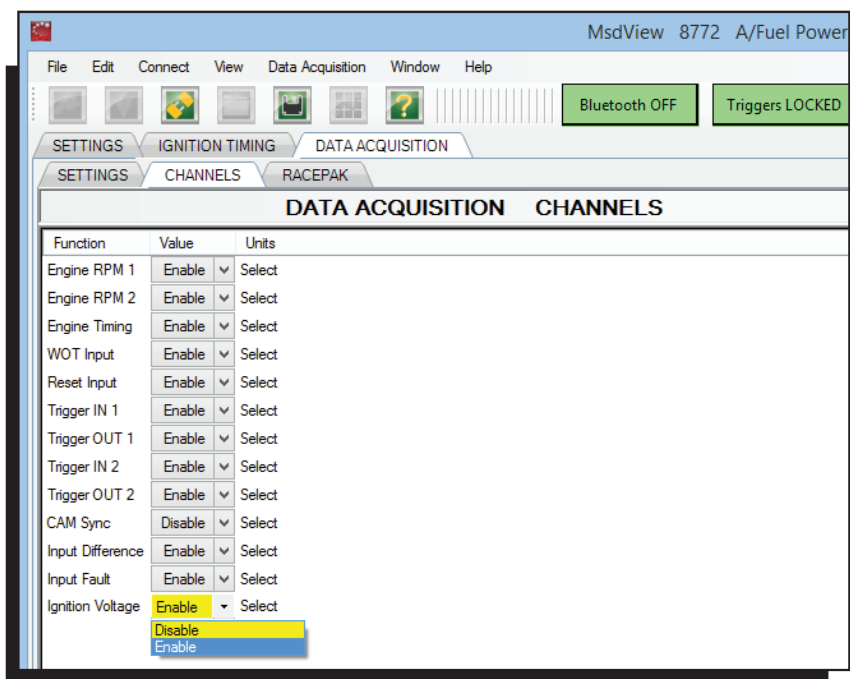 MsdView 8772 A/Fuel Power
File Edit Connect View Data Acquisition Window Help
Bluetooth OFF Triggers LOCKED
SETTINGS IGNITION TIMING DATA ACQUISITION
SETTINGS CHANNELS RACEPAK
DATA ACQUISITION CHANNELS
Function Value Units
Engine RPM 1 Enable Select
Engine RPM 2 Enable Select
Engine Timing Enable Select
WOT Input Enable Select
Reset Input Enable Select
Trigger IN 1 Enable Select
Trigger OUT 1 Enable Select
Trigger IN 2 Enable Select
Trigger OUT 2 Enable Select
CAM Sync Disable Select
Input Difference Enable Select
Input Fault Enable Select
Ignition Voltage Enable Select
Disable
Enable